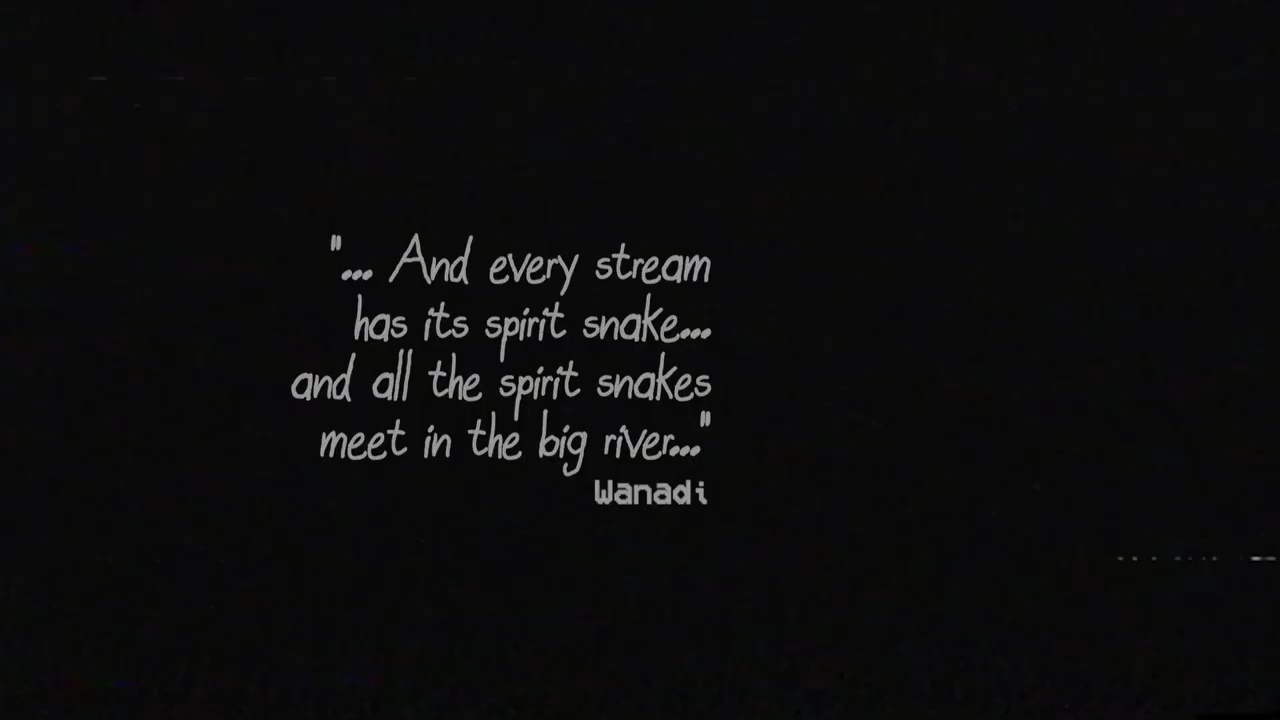 "... And every stream
has its spirit snake...
and all the spirit snakes
meet in the big river..."
Wanadi